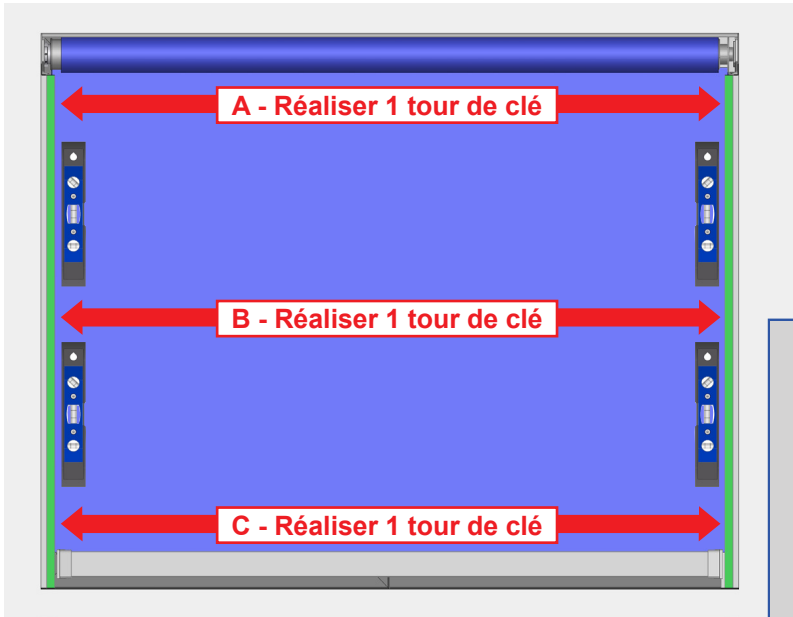 A - Réaliser 1 tour de clé
B - Réaliser 1 tour de clé
C - Réaliser 1 tour de clé